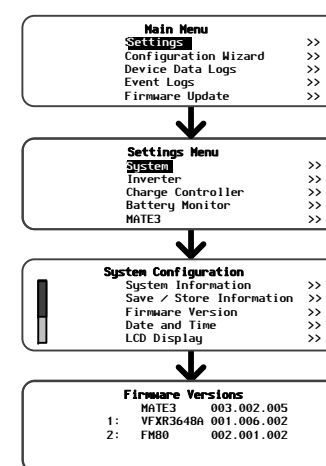 Main Menu
Settings >>
Configuration Wizard >>
Device Data Logs >>
Event Logs >>
Firmware Update >>
Settings Menu
System >>
Inverter >>
Charge Controller >>
Battery Monitor >>
MATE3 >>
System Configuration
System Information >>
Save / Store Information >>
Firmware Version >>
Date and Time >>
LCD Display >>
Firmware Versions
MATE3 003.002.005
1: VFXR3648A 001.006.002
2: FM80 002.001.002